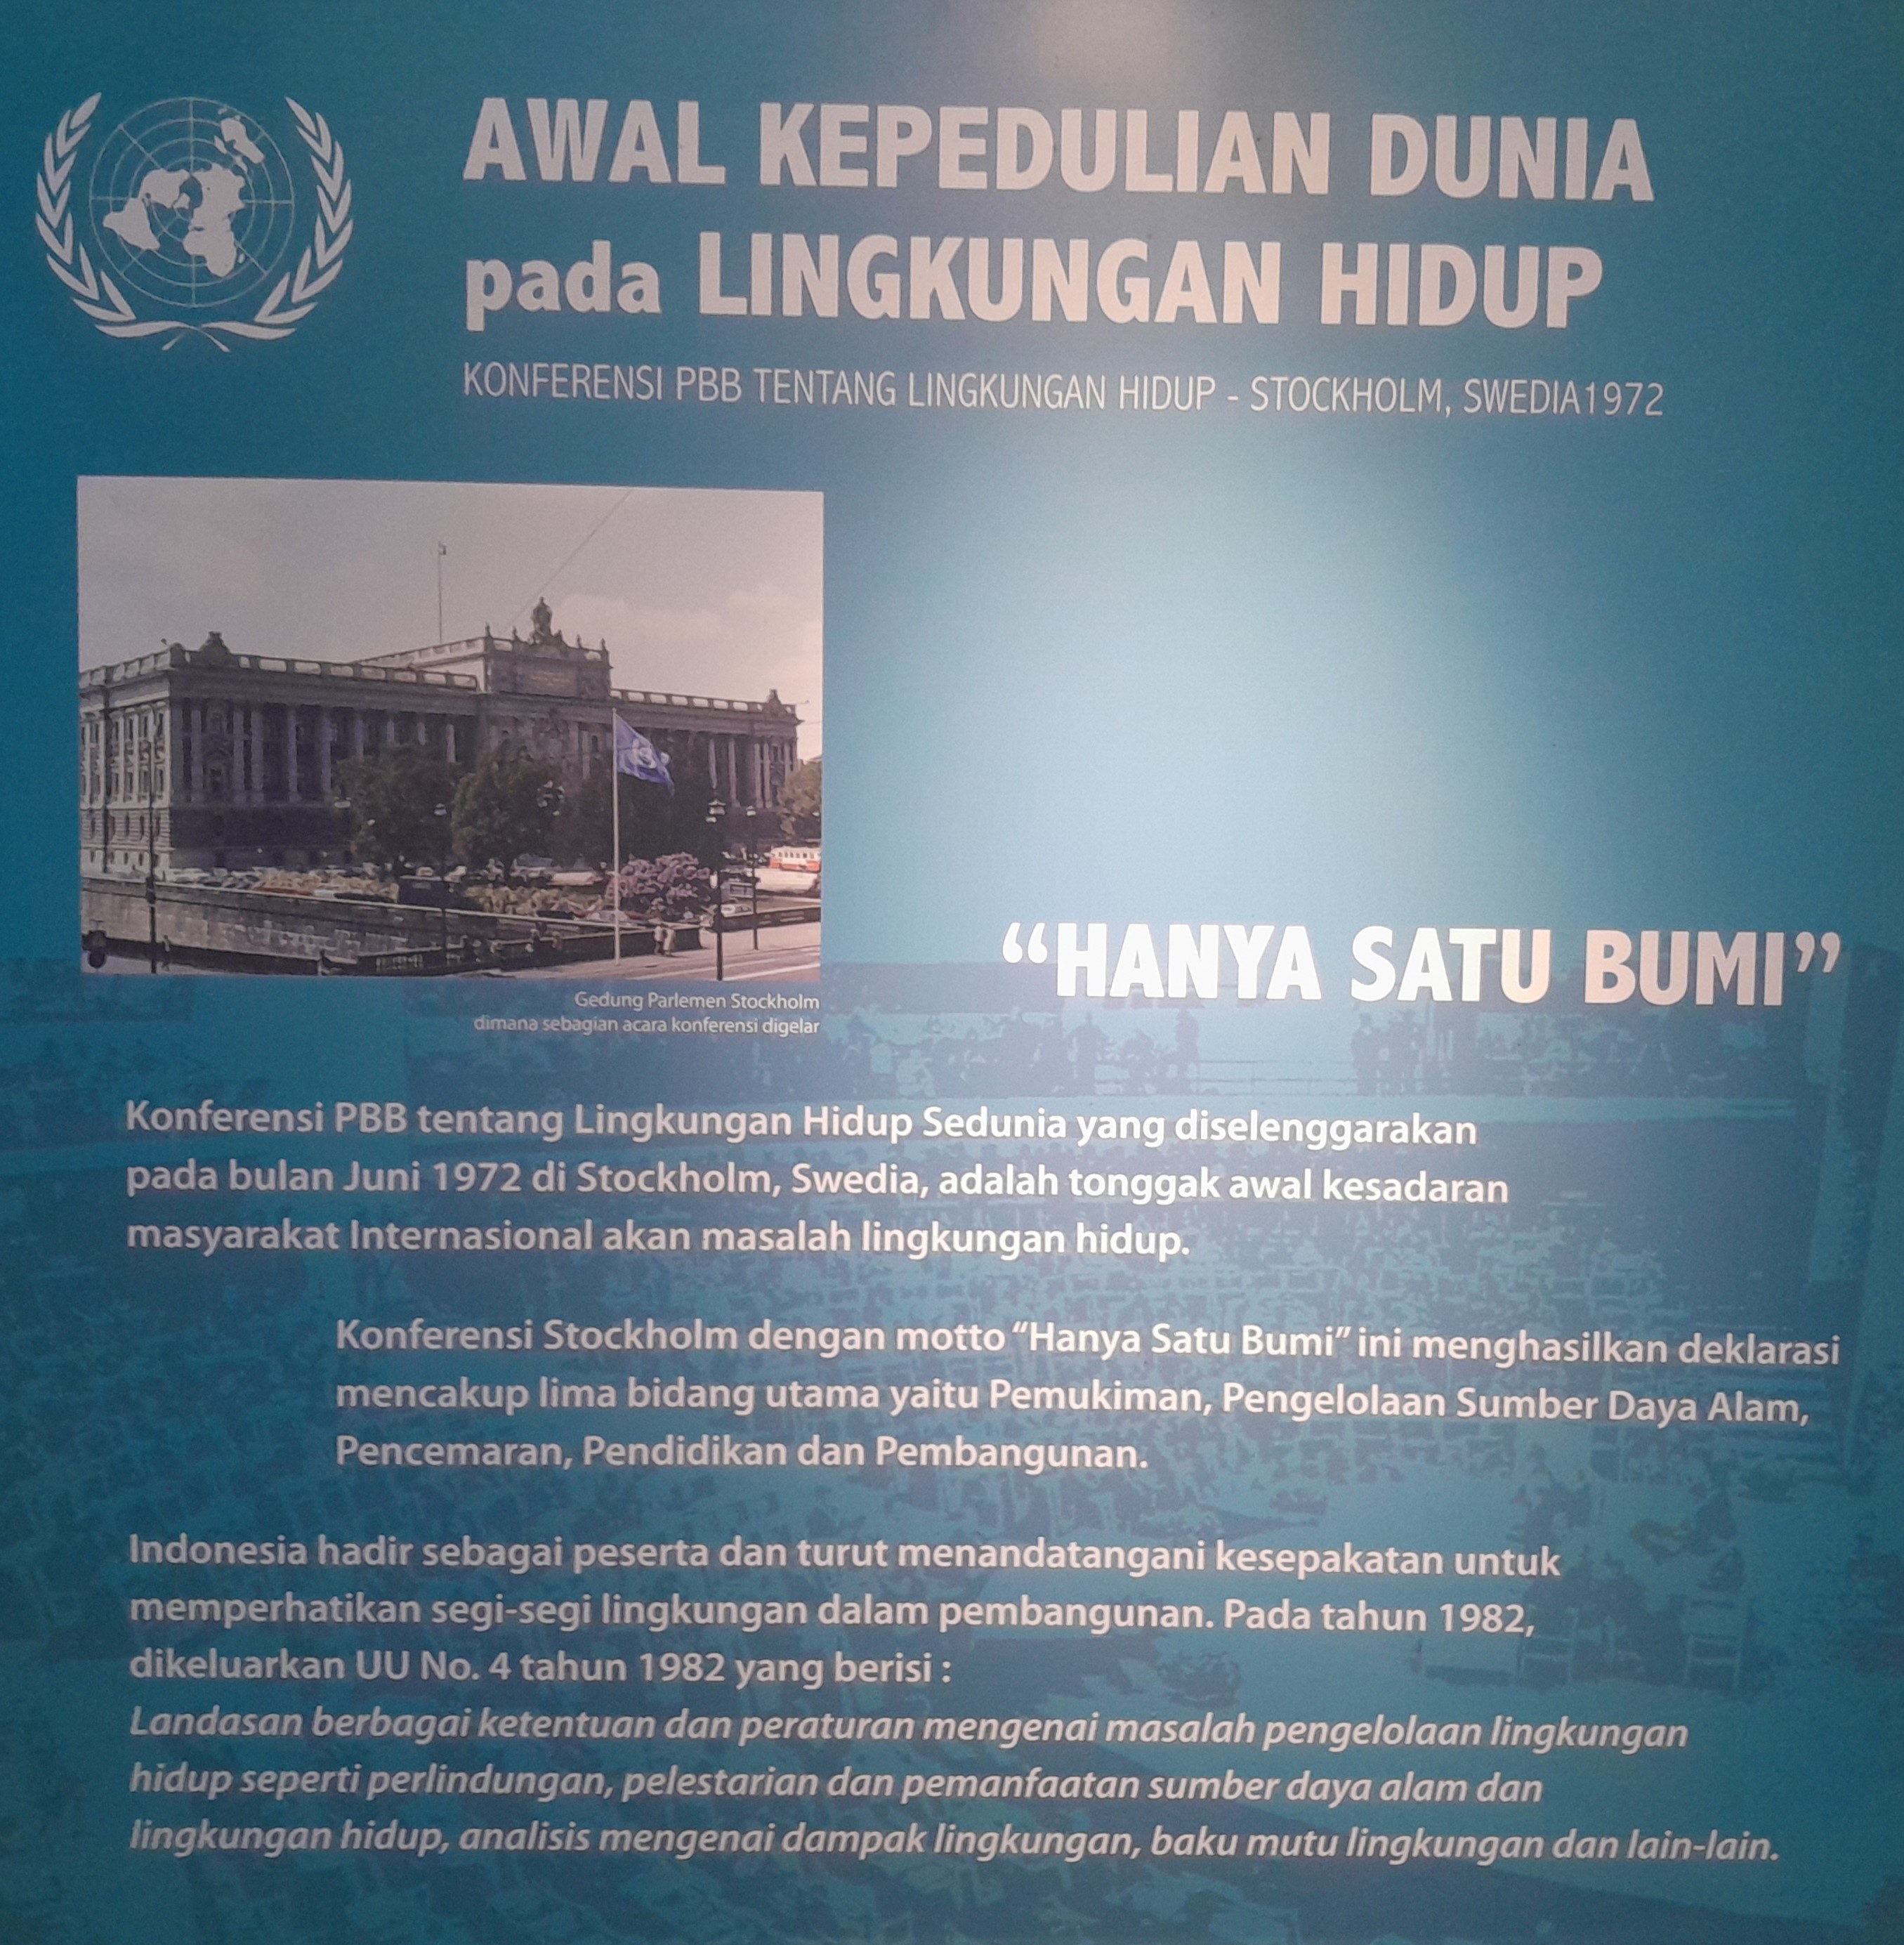 AWAL KEPEDULIAN DUNIA
pada LINGKUNGAN HIDUP
KONFERENSI PBB TENTANG LINGKUNGAN HIDUP - STOCKHOLM, SWEDIA1972
Gedung Parlemen Stockholm
dimana sebagian acara konferensi digelar
“HANYA SATU BUMI”
Konferensi PBB tentang Lingkungan Hidup Sedunia yang diselenggarakan
pada bulan Juni 1972 di Stockholm, Swedia, adalah tonggak awal kesadaran
masyarakat Internasional akan masalah lingkungan hidup.
Konferensi Stockholm dengan motto “Hanya Satu Bumi” ini menghasilkan deklarasi
mencakup lima bidang utama yaitu Pemukiman, Pengelolaan Sumber Daya Alam,
Pencemaran, Pendidikan dan Pembangunan.
Indonesia hadir sebagai peserta dan turut menandatangani kesepakatan untuk
memperhatikan segi-segi lingkungan dalam pembangunan. Pada tahun 1982,
dikeluarkan UU No. 4 tahun 1982 yang berisi :
Landasan berbagai ketentuan dan peraturan mengenai masalah pengelolaan lingkungan
hidup seperti perlindungan, pelestarian dan pemanfaatan sumber daya alam dan
lingkungan hidup, analisis mengenai dampak lingkungan, baku mutu lingkungan dan lain-lain.